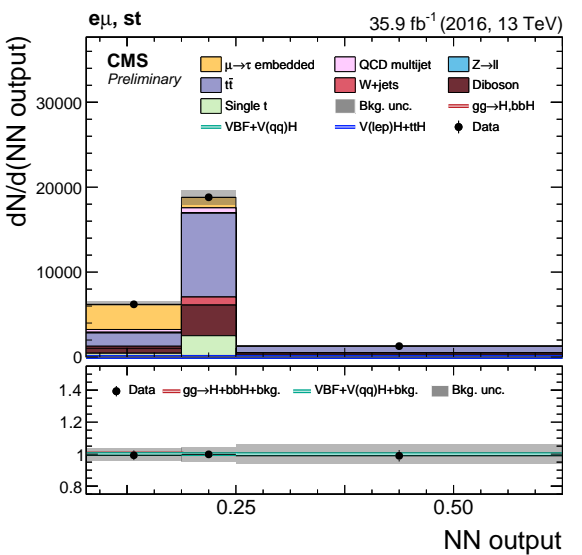 eμ, st
35.9 fb⁻¹ (2016, 13 TeV)
CMS
Preliminary
μ→τ embedded
QCD multijet
Z→ll
tt̄
W+jets
Diboson
Single t
Bkg. unc.
gg→H,bbH
VBF+V(qq)H
V(lep)H+ttH
Data
dN/d(NN output)
30000
20000
10000
0
Data
gg→H+bbH+bkg.
VBF+V(qq)H+bkg.
Bkg. unc.
1.4
1.2
1
0.8
0.25
0.50
NN output